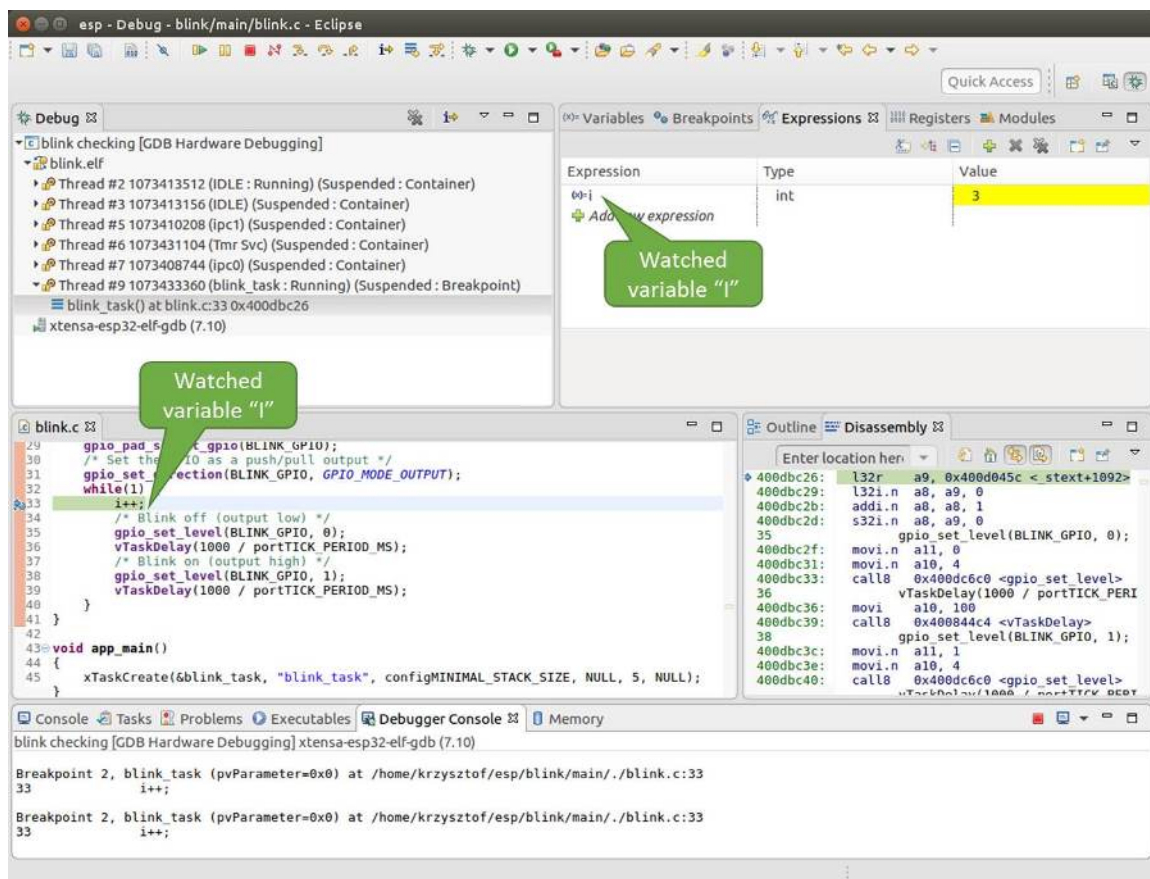 esp - Debug - blink/main/blink.c - Eclipse
Quick Access
Debug
blink checking [GDB Hardware Debugging]
blink.elf
Thread #2 1073413512 (IDLE : Running) (Suspended : Container)
Thread #3 1073413156 (IDLE) (Suspended : Container)
Thread #5 1073410208 (ipc1) (Suspended : Container)
Thread #6 1073431104 (Tmr Svc) (Suspended : Container)
Thread #7 1073408744 (ipc0) (Suspended : Container)
Thread #9 1073433360 (blink_task : Running) (Suspended : Breakpoint)
blink_task() at blink.c:33 0x400dbc26
xtensa-esp32-elf-gdb (7.10)
(x)= Variables Breakpoints Expressions Registers Modules
Expression Type Value
(x)= i int 3
Add expression
Watched
variable "I"
Watched
variable "I"
blink.c
29 gpio_pad_s t_gpio(BLINK_GPIO);
30 /* Set the IO as a push/pull output */
31 gpio_set_ irection(BLINK_GPIO, GPIO_MODE_OUTPUT);
32 while(1)
33 i++;
34 /* Blink off (output low) */
35 gpio_set_level(BLINK_GPIO, 0);
36 vTaskDelay(1000 / portTICK_PERIOD_MS);
37 /* Blink on (output high) */
38 gpio_set_level(BLINK_GPIO, 1);
39 vTaskDelay(1000 / portTICK_PERIOD_MS);
40 }
41 }
42
43 void app_main()
44 {
45 xTaskCreate(&blink_task, "blink_task", configMINIMAL_STACK_SIZE, NULL, 5, NULL);
}
Outline Disassembly
Enter location her
400dbc26: l32r a9, 0x400d045c <_stext+1092>
400dbc29: l32i.n a8, a9, 0
400dbc2b: addi.n a8, a8, 1
400dbc2d: s32i.n a8, a9, 0
35 gpio_set_level(BLINK_GPIO, 0);
400dbc2f: movi.n a11, 0
400dbc31: movi.n a10, 4
400dbc33: call8 0x400dc6c0 <gpio_set_level>
36 vTaskDelay(1000 / portTICK_PERI
400dbc36: movi a10, 100
400dbc39: call8 0x400844c4 <vTaskDelay>
38 gpio_set_level(BLINK_GPIO, 1);
400dbc3c: movi.n a11, 1
400dbc3e: movi.n a10, 4
400dbc40: call8 0x400dc6c0 <gpio_set_level>
vTaskDelay(1000 / portTICK_PERI
Console Tasks Problems Executables Debugger Console Memory
blink checking [GDB Hardware Debugging] xtensa-esp32-elf-gdb (7.10)
Breakpoint 2, blink_task (pvParameter=0x0) at /home/krzysztof/esp/blink/main/./blink.c:33
33 i++;
Breakpoint 2, blink_task (pvParameter=0x0) at /home/krzysztof/esp/blink/main/./blink.c:33
33 i++;